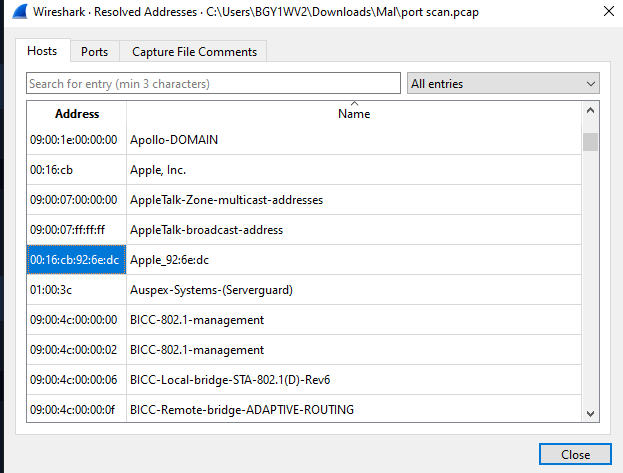 Wireshark · Resolved Addresses · C:\Users\BGY1WV2\Downloads\Mal\port scan.pcap
Hosts Ports Capture File Comments
Search for entry (min 3 characters) All entries
Address Name
09:00:1e:00:00:00 Apollo-DOMAIN
00:16:cb Apple, Inc.
09:00:07:00:00:00 AppleTalk-Zone-multicast-addresses
09:00:07:ff:ff:ff AppleTalk-broadcast-address
00:16:cb:92:6e:dc Apple_92:6e:dc
01:00:3c Auspex-Systems-(Serverguard)
09:00:4c:00:00:00 BICC-802.1-management
09:00:4c:00:00:02 BICC-802.1-management
09:00:4c:00:00:06 BICC-Local-bridge-STA-802.1(D)-Rev6
09:00:4c:00:00:0f BICC-Remote-bridge-ADAPTIVE-ROUTING
Close